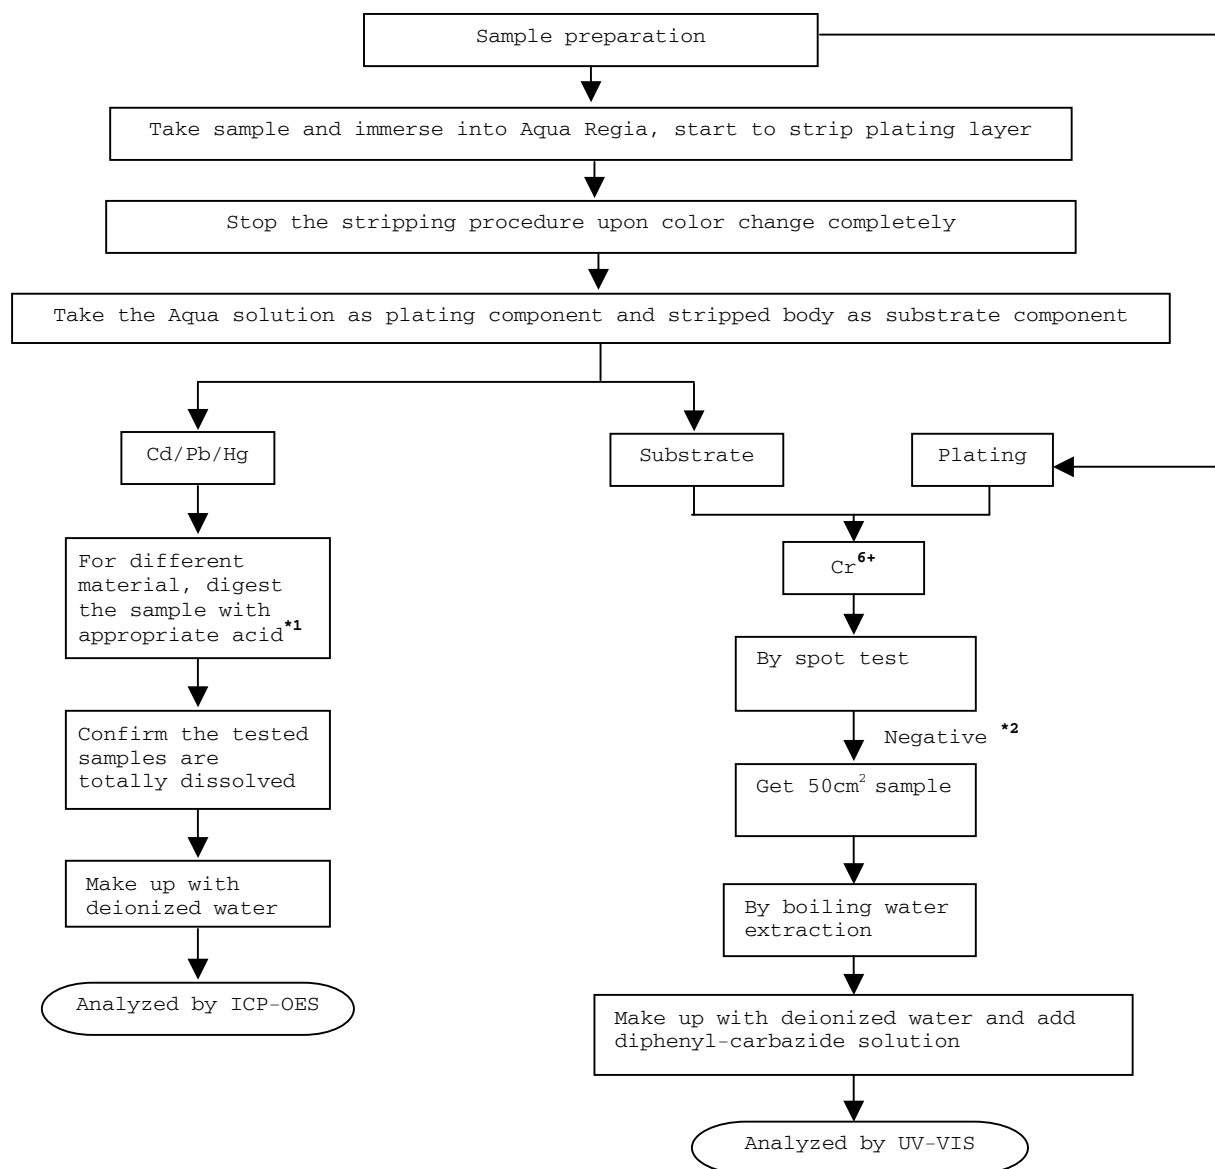 Sample preparation
Take sample and immerse into Aqua Regia, start to strip plating layer
Stop the stripping procedure upon color change completely
Take the Aqua solution as plating component and stripped body as substrate component
Cd/Pb/Hg
Substrate
Plating
For different
material, digest
the sample with
appropriate acid*1
Cr6+
By spot test
Confirm the tested
samples are
totally dissolved
Negative *2
Get 50cm2 sample
Make up with
deionized water
By boiling water
extraction
Analyzed by ICP-OES
Make up with deionized water and add
diphenyl-carbazide solution
Analyzed by UV-VIS